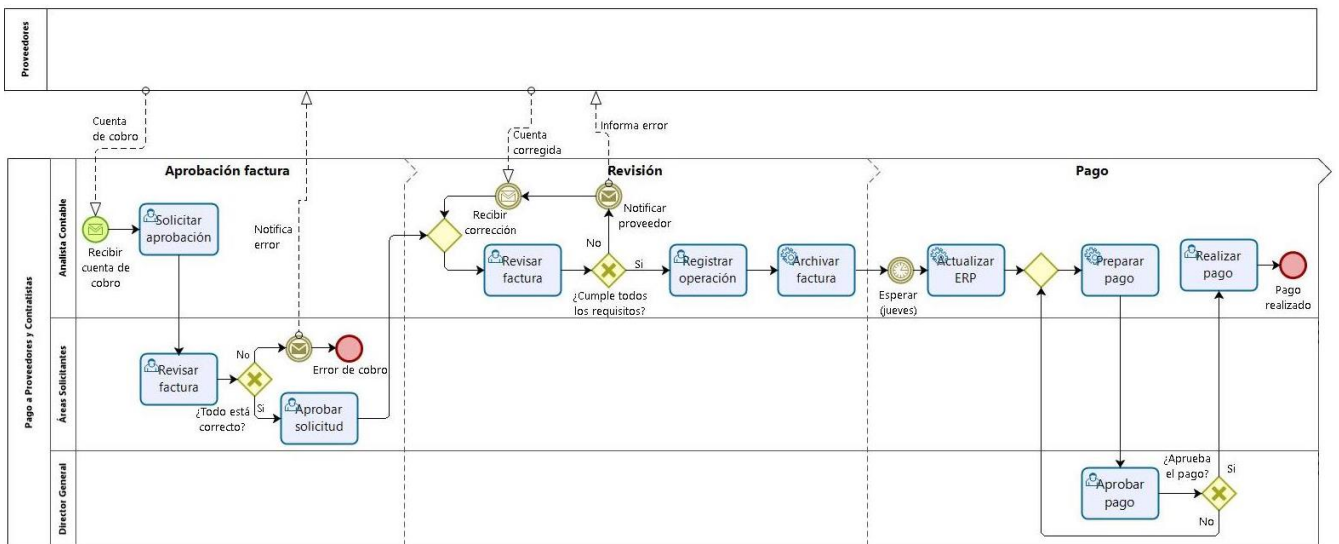 Proveedores
Cuenta
de cobro
Cuenta
corregida
Informa error
Pago a Proveedores y Contratistas
Analista Contable
Áreas Solicitantes
Director General
Aprobación factura
Revisión
Pago
Recibir
cuenta de
cobro
Solicitar
aprobación
Notifica
error
Revisar
factura
¿Todo está
correcto?
No
Si
Error de cobro
Aprobar
solicitud
Recibir
corrección
Notificar
proveedor
Revisar
factura
No
Si
¿Cumple todos
los requisitos?
Registrar
operación
Archivar
factura
Esperar
(jueves)
Actualizar
ERP
Preparar
pago
Realizar
pago
Pago
realizado
Aprobar
pago
¿Aprueba
el pago?
Si
No